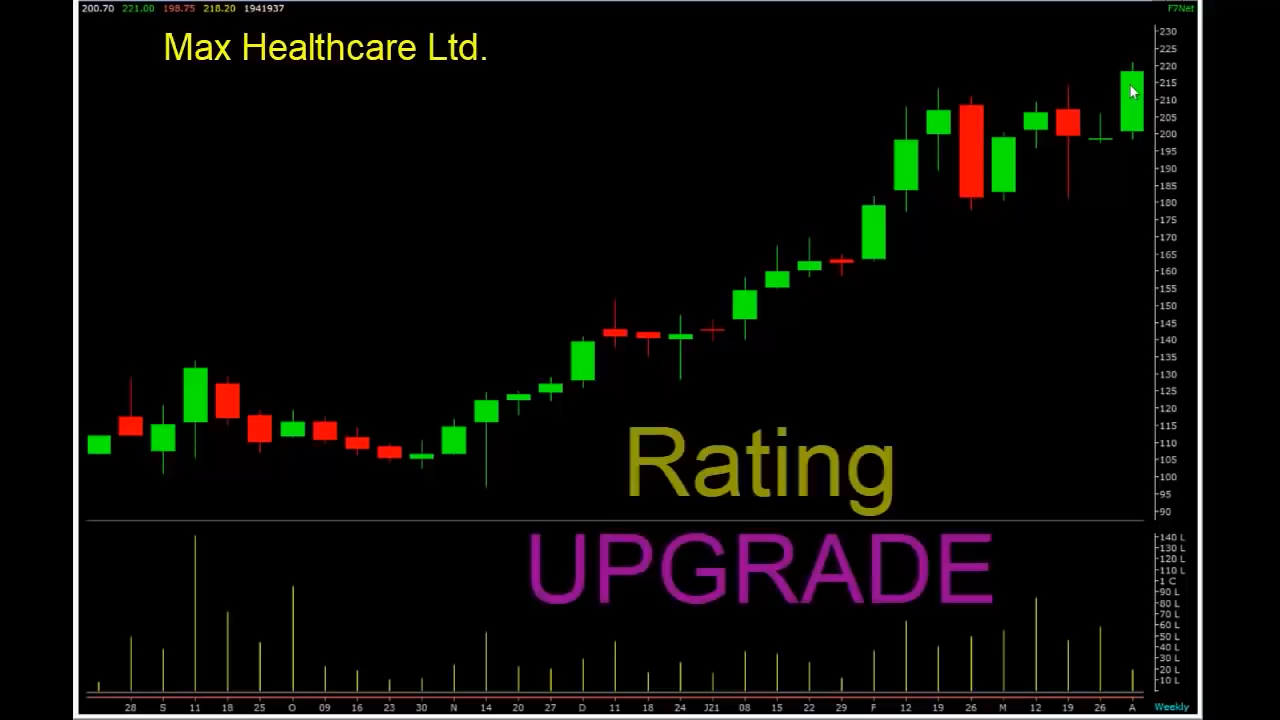 200.70 221.00 198.75 218.20 1941937 F7Net
Max Healthcare Ltd.
230
225
220
215
210
205
200
195
190
185
180
175
170
165
160
155
150
145
140
135
130
125
120
115
110
105
100
95
90
Rating
UPGRADE
140 L
130 L
120 L
110 L
1 C
90 L
80 L
70 L
60 L
50 L
40 L
30 L
20 L
10 L
28 S 11 18 25 O 09 16 23 30 N 14 20 27 D 11 18 24 J21 08 15 22 29 F 12 19 26 M 12 19 26 A Weekly